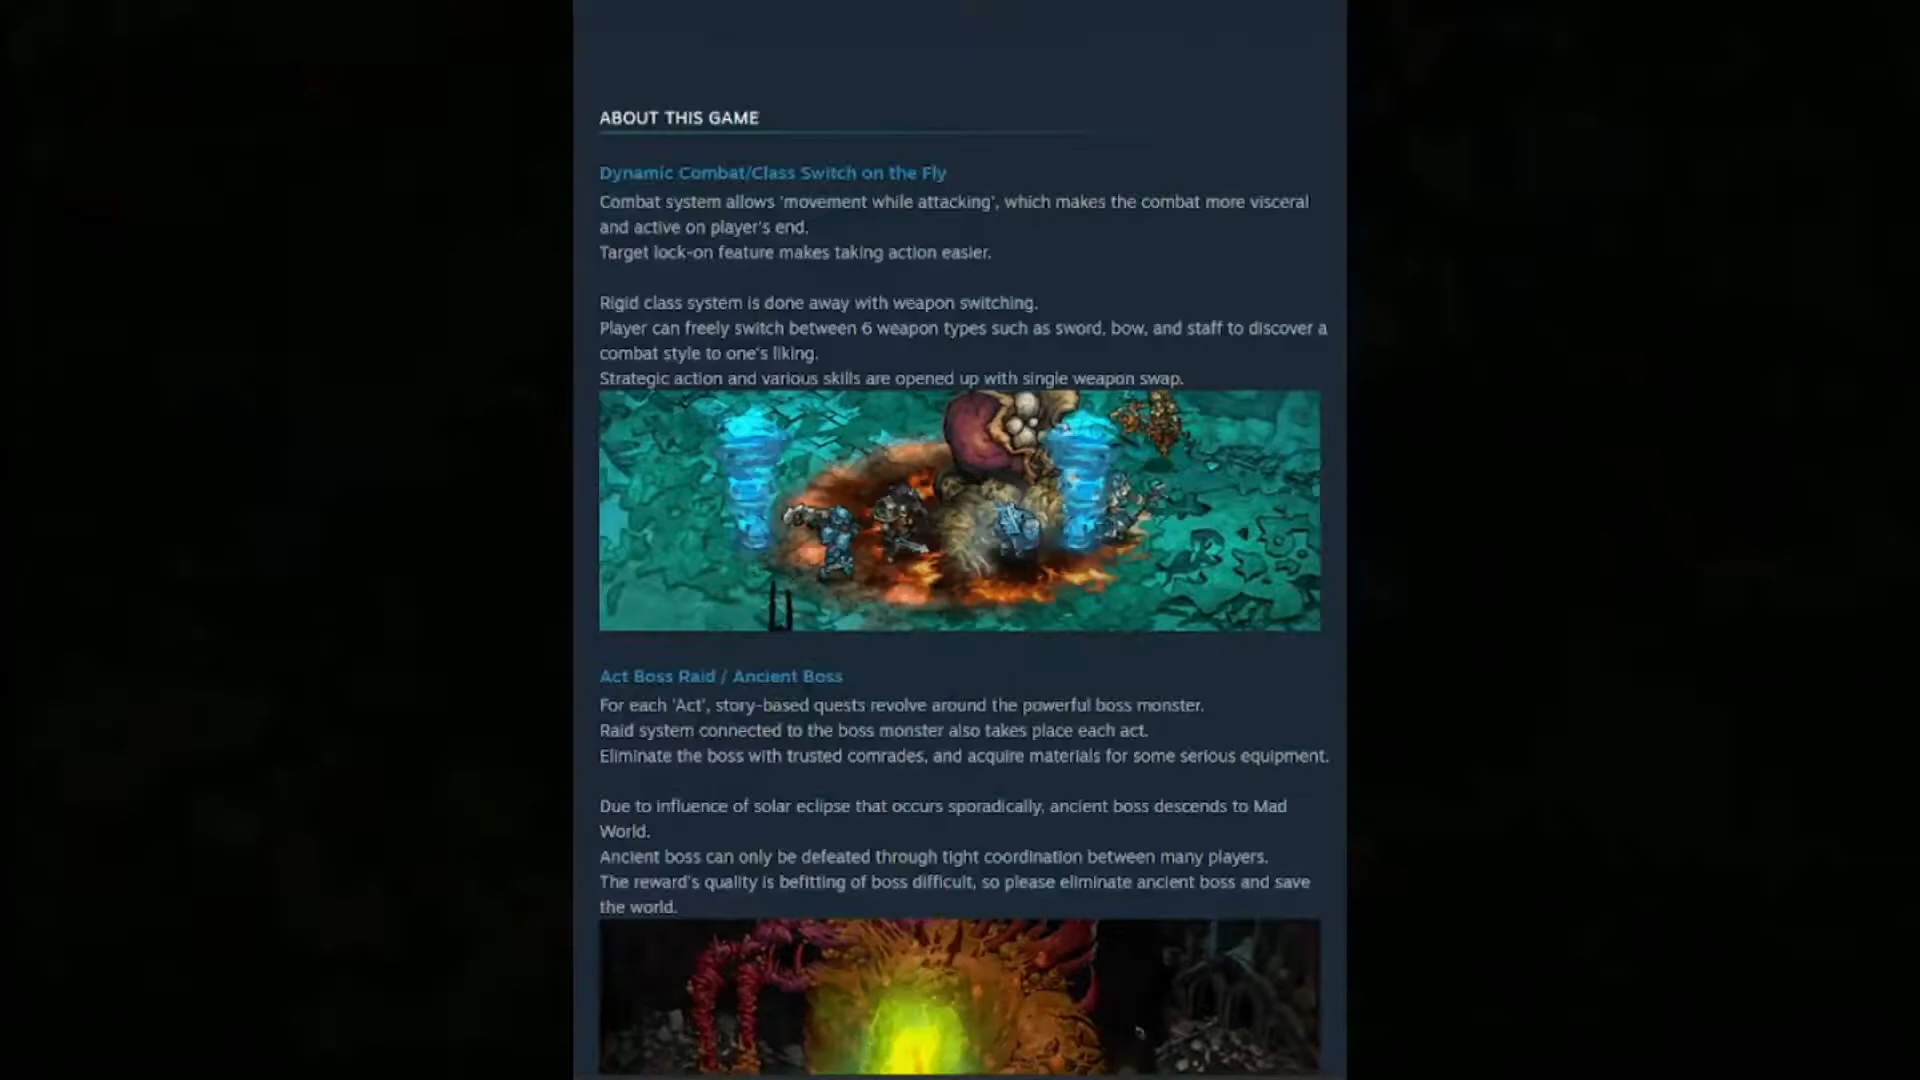 ABOUT THIS GAME
Dynamic Combat/Class Switch on the Fly
Combat system allows 'movement while attacking', which makes the combat more visceral
and active on player's end.
Target lock-on feature makes taking action easier.
Rigid class system is done away with weapon switching.
Player can freely switch between 6 weapon types such as sword, bow, and staff to discover a
combat style to one's liking.
Strategic action and various skills are opened up with single weapon swap.
Act Boss Raid / Ancient Boss
For each 'Act', story-based quests revolve around the powerful boss monster.
Raid system connected to the boss monster also takes place each act.
Eliminate the boss with trusted comrades, and acquire materials for some serious equipment.
Due to influence of solar eclipse that occurs sporadically, ancient boss descends to Mad
World.
Ancient boss can only be defeated through tight coordination between many players.
The reward's quality is befitting of boss difficult, so please eliminate ancient boss and save
the world.